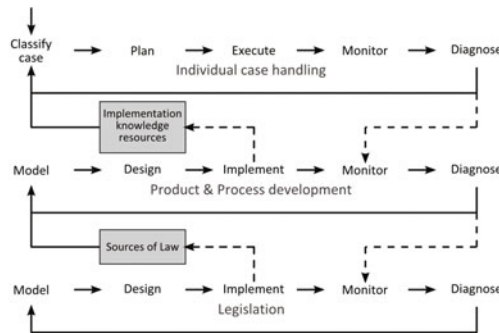 Classify case
Plan
Execute
Monitor
Diagnose
Individual case handling
Implementation
knowledge
resources
Model
Design
Implement
Monitor
Diagnose
Product & Process development
Sources of Law
Model
Design
Implement
Monitor
Diagnose
Legislation